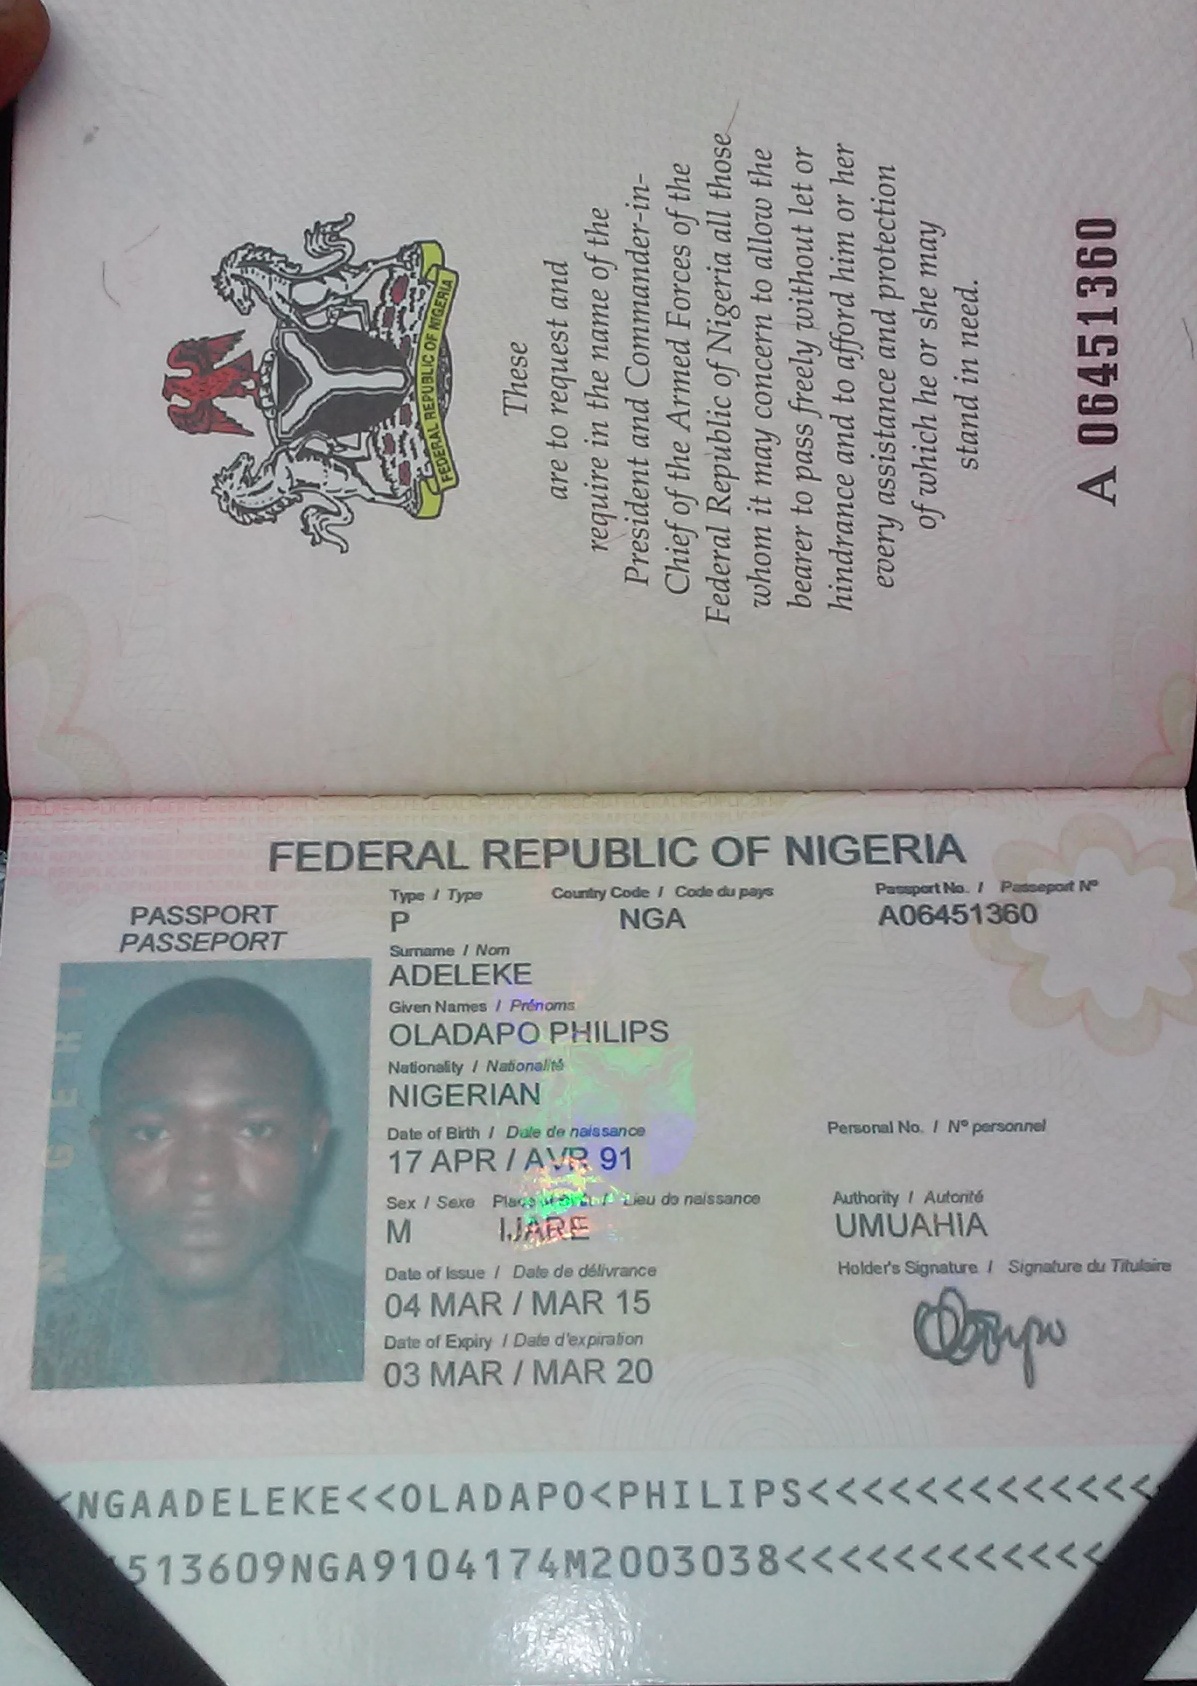 FEDERAL REPUBLIC OF NIGERIA
These
are to request and
require in the name of the
President and Commander-in-
Chief of the Armed Forces of the
Federal Republic of Nigeria all those
whom it may concern to allow the
bearer to pass freely without let or
hindrance and to afford him or her
every assistance and protection
of which he or she may
stand in need.
A 06451360
FEDERAL REPUBLIC OF NIGERIA
PASSPORT
PASSEPORT
Type / Type Country Code / Code du pays Passport No. / Passeport Nº
P NGA A06451360
Surname / Nom
ADELEKE
Given Names / Prénoms
OLADAPO PHILIPS
Nationality / Nationalité
NIGERIAN
Date of Birth / Date de naissance Personal No. / Nº personnel
17 APR / AVR 91
Sex / Sexe Place / Lieu de naissance Authority / Autorité
M IJARE UMUAHIA
Date of Issue / Date de délivrance Holder's Signature / Signature du Titulaire
04 MAR / MAR 15
Date of Expiry / Date d'expiration
03 MAR / MAR 20
<NGAADELEKE<<OLADAPO<PHILIPS<<<<<<<<<<<<<<
513609NGA9104174M2003038<<<<<<<<<<<<<